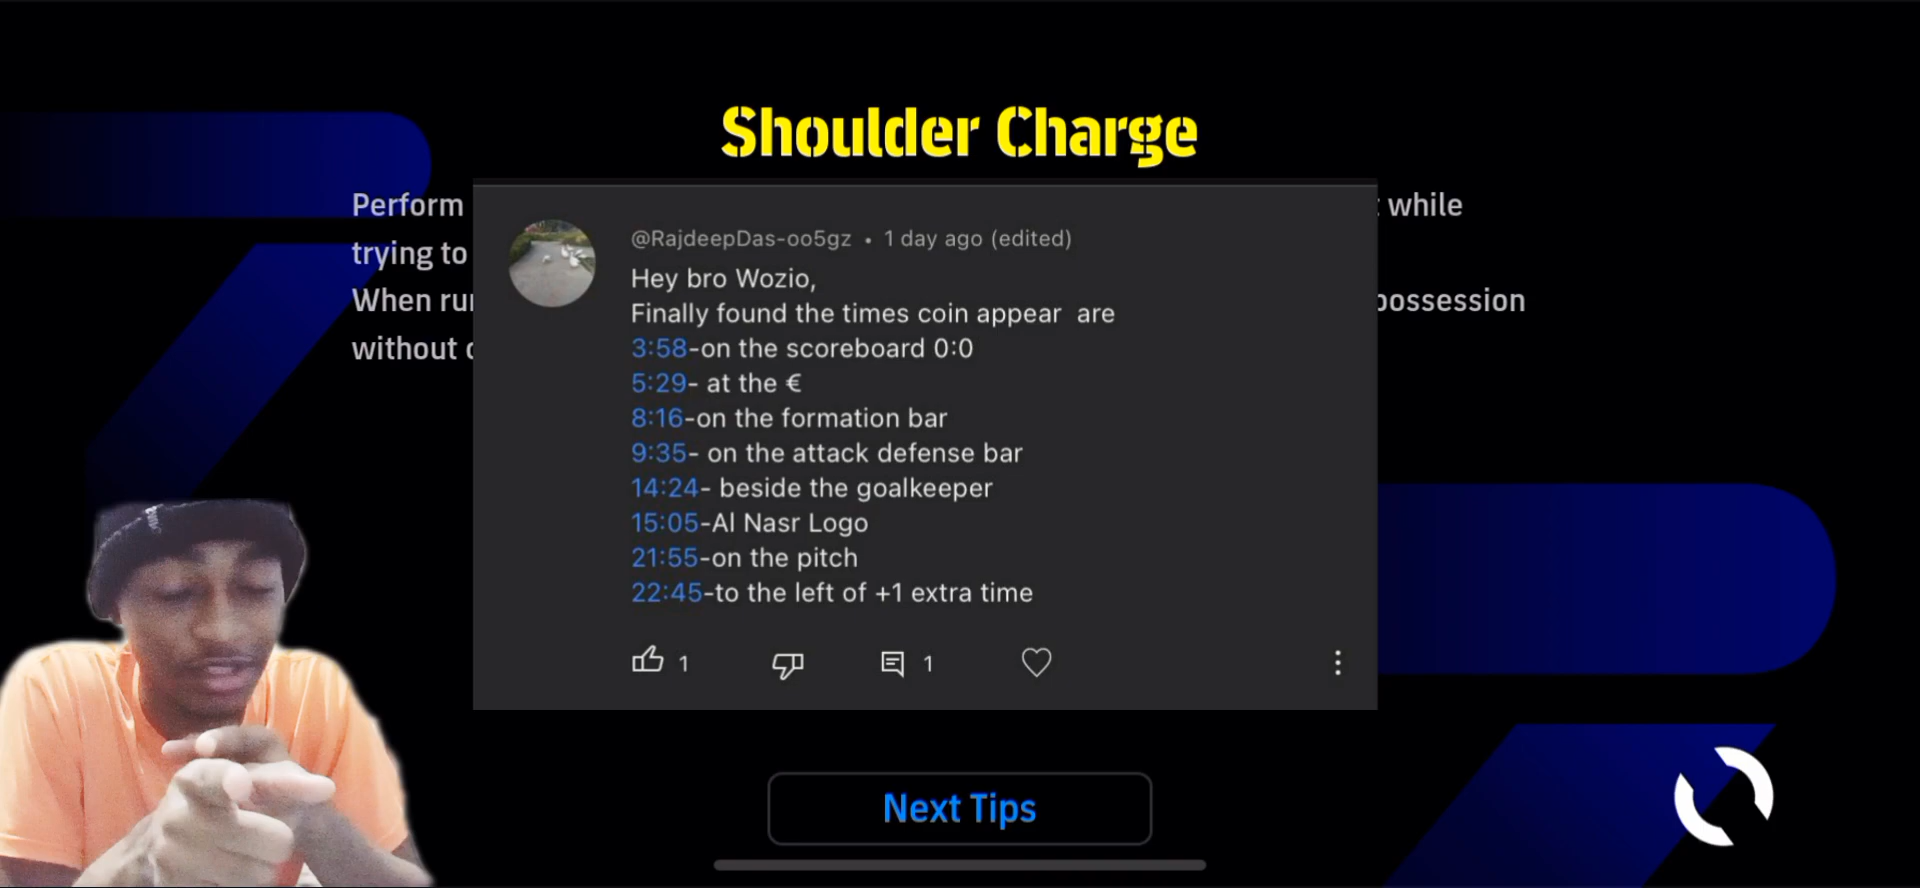 Shoulder Charge
Perform while
trying to
When possession
without
@RajdeepDas-oo5gz • 1 day ago (edited)
Hey bro Wozio,
Finally found the times coin appear are
3:58-on the scoreboard 0:0
5:29- at the €
8:16-on the formation bar
9:35- on the attack defense bar
14:24- beside the goalkeeper
15:05-Al Nasr Logo
21:55-on the pitch
22:45-to the left of +1 extra time
1 1
Next Tips